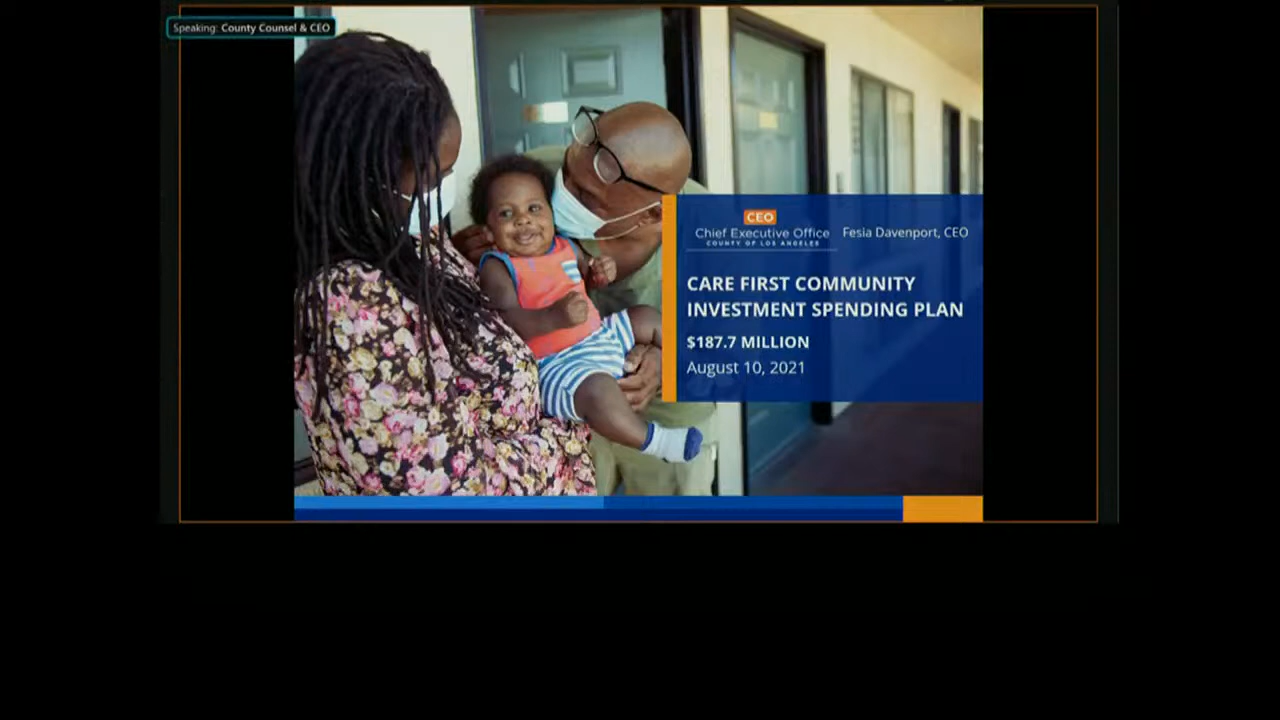 Speaking: County Counsel & CEO
CEO
Chief Executive Office
COUNTY OF LOS ANGELES
Fesia Davenport, CEO
CARE FIRST COMMUNITY
INVESTMENT SPENDING PLAN
$187.7 MILLION
August 10, 2021